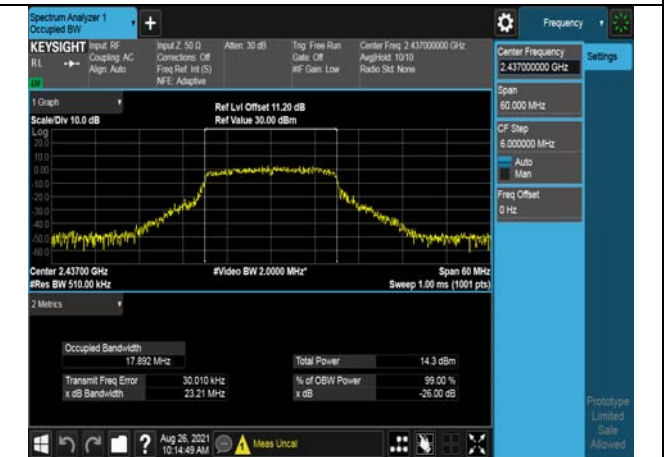 Spectrum Analyzer 1
Occupied BW
+
Frequency
KEYSIGHT
RL
Input: RF
Coupling: AC
Align: Auto
Input Z: 50 Ω
Corrections: Off
Freq Ref: Int (S)
NFE: Adaptive
Atten: 30 dB
Trig: Free Run
Gate: Off
#IF Gain: Low
Center Freq: 2.437000000 GHz
Avg|Hold: 10/10
Radio Std: None
Center Frequency
2.437000000 GHz
Settings
Span
60.000 MHz
CF Step
6.000000 MHz
Auto
Man
Freq Offset
0 Hz
1 Graph
Scale/Div 10.0 dB
Ref Lvl Offset 11.20 dB
Ref Value 30.00 dBm
Log
20.0
10.0
0.00
-10.0
-20.0
-30.0
-40.0
-50.0
-60.0
Center 2.43700 GHz
#Res BW 510.00 kHz
#Video BW 2.0000 MHz*
Span 60 MHz
Sweep 1.00 ms (1001 pts)
2 Metrics
Occupied Bandwidth
17.892 MHz
Total Power 14.3 dBm
Transmit Freq Error 30.010 kHz
% of OBW Power 99.00 %
x dB Bandwidth 23.21 MHz
x dB -26.00 dB
Prototype
Limited
Sale
Allowed
?
Aug 26, 2021
10:14:49 AM
Meas Uncal